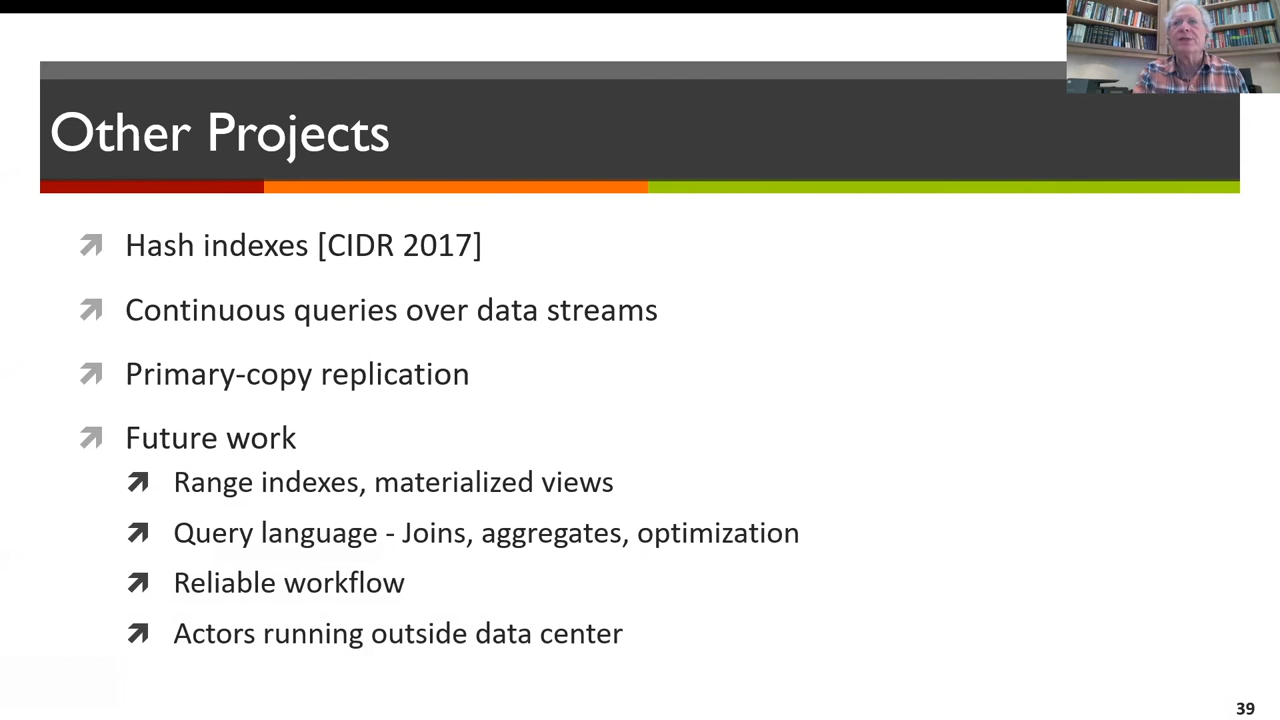 Other Projects
Hash indexes [CIDR 2017]
Continuous queries over data streams
Primary-copy replication
Future work
Range indexes, materialized views
Query language - Joins, aggregates, optimization
Reliable workflow
Actors running outside data center
39